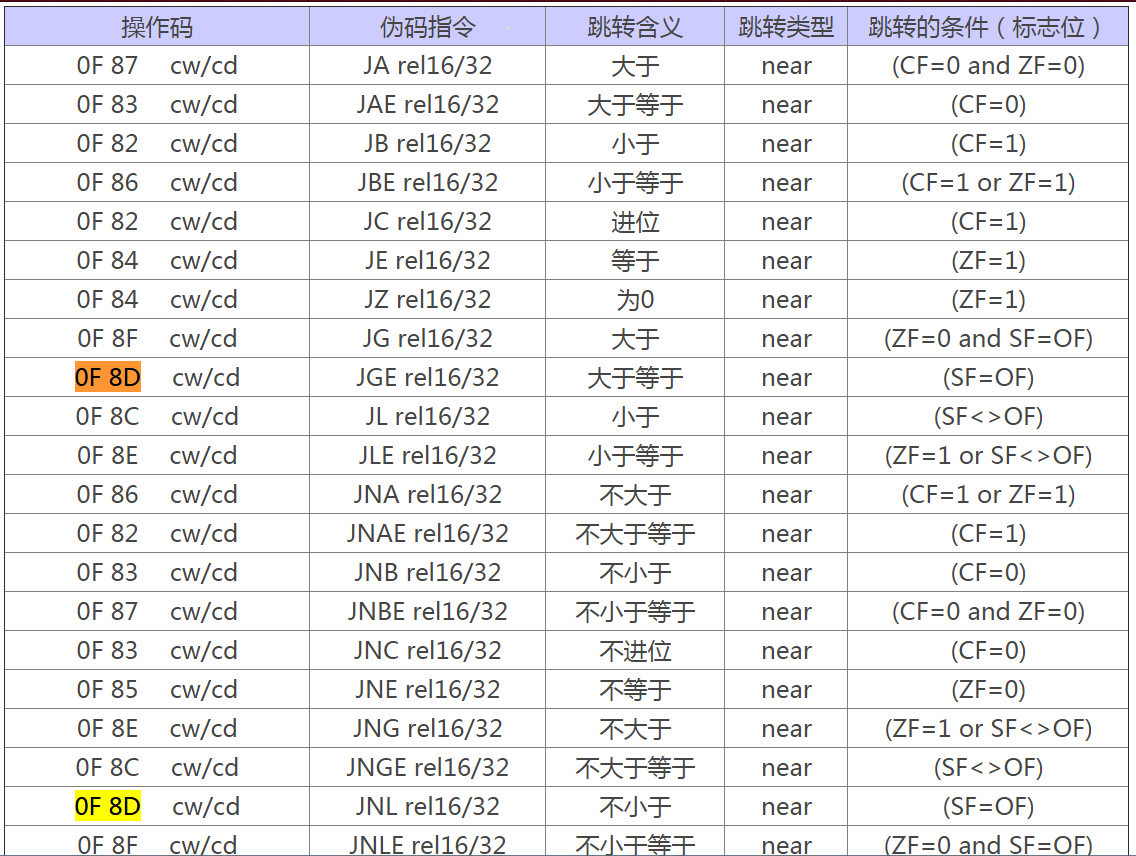 操作码 伪码指令 跳转含义 跳转类型 跳转的条件（标志位）
0F 87 cw/cd JA rel16/32 大于 near (CF=0 and ZF=0)
0F 83 cw/cd JAE rel16/32 大于等于 near (CF=0)
0F 82 cw/cd JB rel16/32 小于 near (CF=1)
0F 86 cw/cd JBE rel16/32 小于等于 near (CF=1 or ZF=1)
0F 82 cw/cd JC rel16/32 进位 near (CF=1)
0F 84 cw/cd JE rel16/32 等于 near (ZF=1)
0F 84 cw/cd JZ rel16/32 为0 near (ZF=1)
0F 8F cw/cd JG rel16/32 大于 near (ZF=0 and SF=OF)
0F 8D cw/cd JGE rel16/32 大于等于 near (SF=OF)
0F 8C cw/cd JL rel16/32 小于 near (SF<>OF)
0F 8E cw/cd JLE rel16/32 小于等于 near (ZF=1 or SF<>OF)
0F 86 cw/cd JNA rel16/32 不大于 near (CF=1 or ZF=1)
0F 82 cw/cd JNAE rel16/32 不大于等于 near (CF=1)
0F 83 cw/cd JNB rel16/32 不小于 near (CF=0)
0F 87 cw/cd JNBE rel16/32 不小于等于 near (CF=0 and ZF=0)
0F 83 cw/cd JNC rel16/32 不进位 near (CF=0)
0F 85 cw/cd JNE rel16/32 不等于 near (ZF=0)
0F 8E cw/cd JNG rel16/32 不大于 near (ZF=1 or SF<>OF)
0F 8C cw/cd JNGE rel16/32 不大于等于 near (SF<>OF)
0F 8D cw/cd JNL rel16/32 不小于 near (SF=OF)
0F 8F cw/cd JNLE rel16/32 不小于等于 near (ZF=0 and SF=OF)